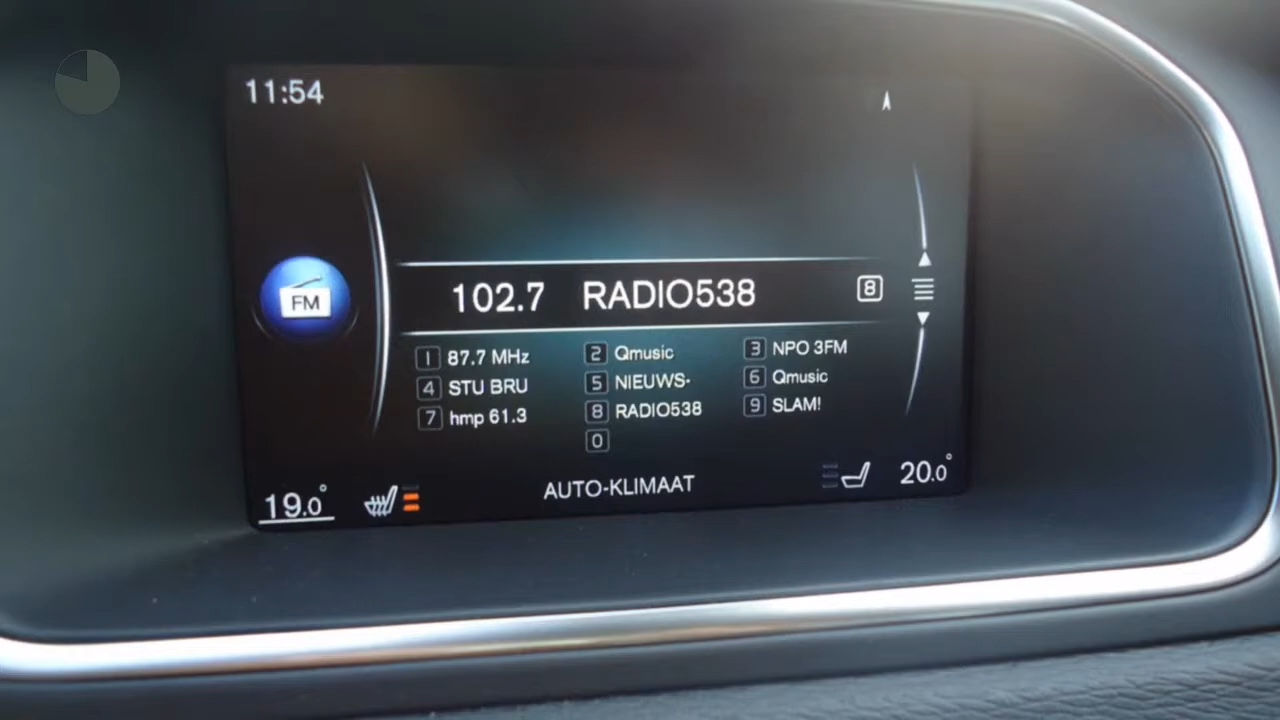 11:54
FM
102.7 RADIO538 8
1 87.7 MHz 2 Qmusic 3 NPO 3FM
4 STU BRU 5 NIEUWS- 6 Qmusic
7 hmp 61.3 8 RADIO538 9 SLAM!
0
19.0° AUTO-KLIMAAT 20.0°